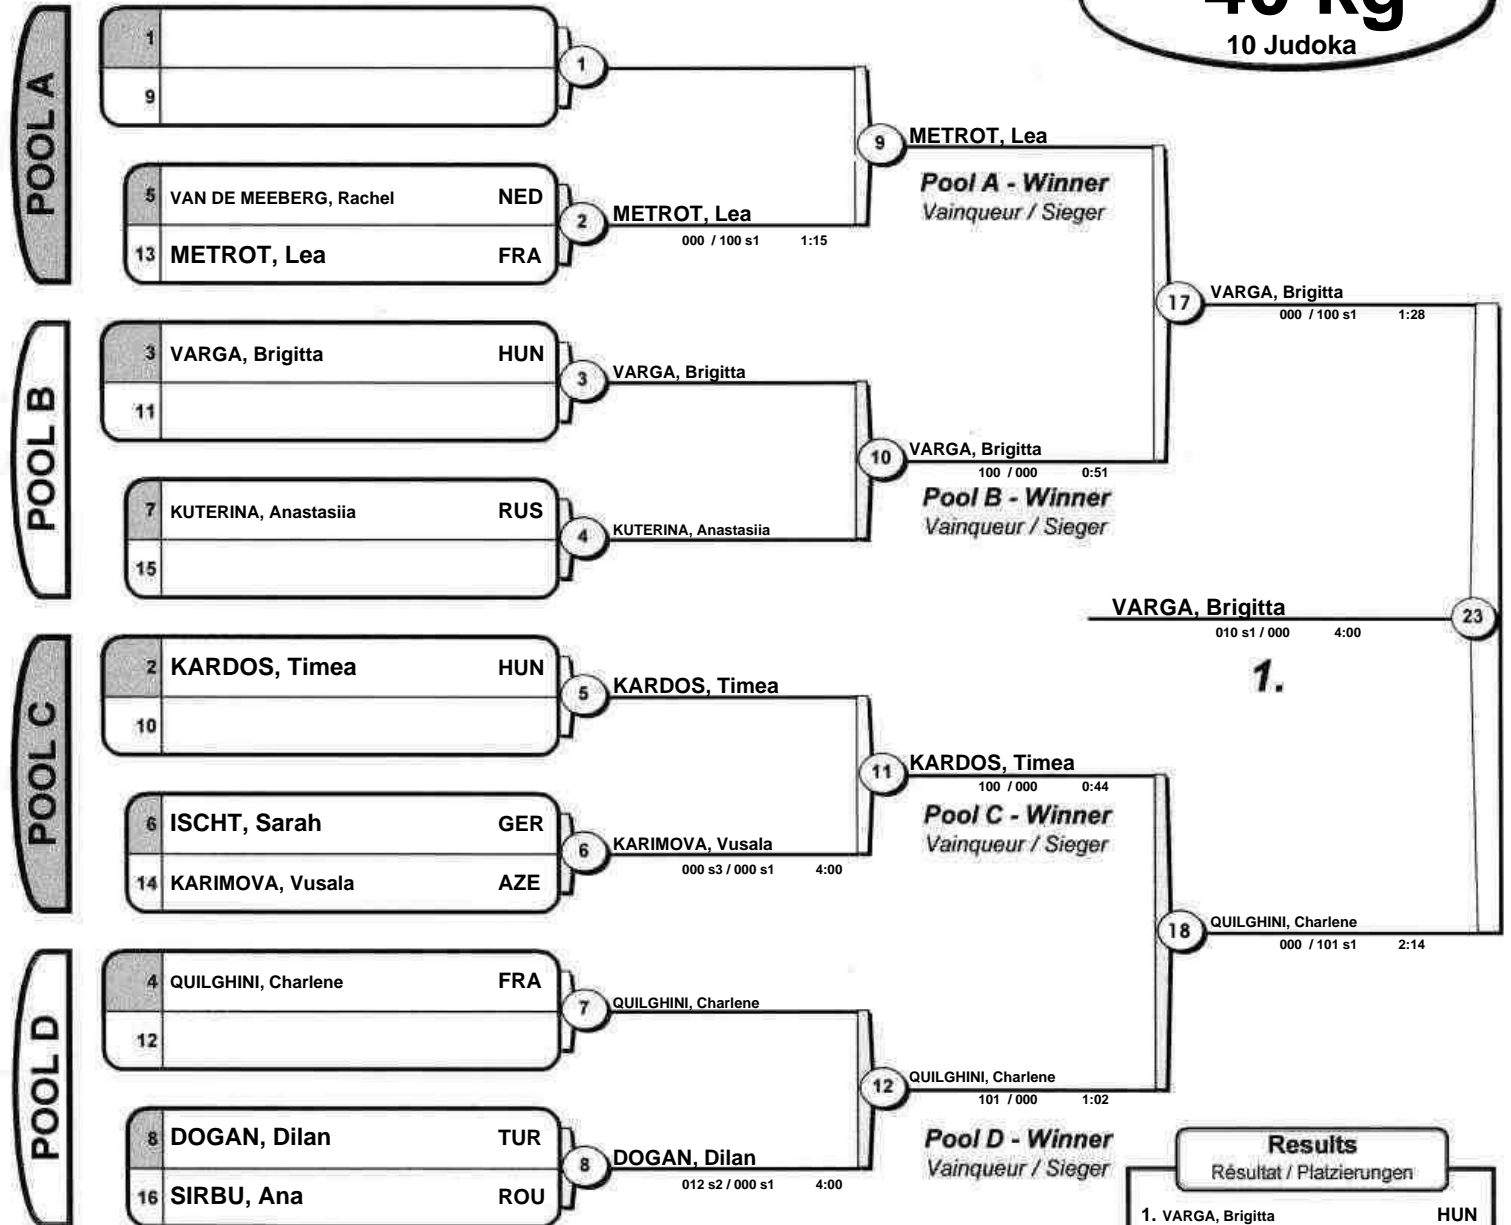 40 kg
10 Judoka
POOL A
1
9
1
5 VAN DE MEEBERG, Rachel NED
13 METROT, Lea FRA
2
METROT, Lea
000 / 100 s1 1:15
9
METROT, Lea
Pool A - Winner
Vainqueur / Sieger
17
VARGA, Brigitta
000 / 100 s1 1:28
POOL B
3 VARGA, Brigitta HUN
11
3
VARGA, Brigitta
7 KUTERINA, Anastasiia RUS
15
4
KUTERINA, Anastasiia
10
VARGA, Brigitta
100 / 000 0:51
Pool B - Winner
Vainqueur / Sieger
VARGA, Brigitta
010 s1 / 000 4:00
23
1.
POOL C
2 KARDOS, Timea HUN
10
5
KARDOS, Timea
6 ISCHT, Sarah GER
14 KARIMOVA, Vusala AZE
6
KARIMOVA, Vusala
000 s3 / 000 s1 4:00
11
KARDOS, Timea
100 / 000 0:44
Pool C - Winner
Vainqueur / Sieger
18
QUILGHINI, Charlene
000 / 101 s1 2:14
POOL D
4 QUILGHINI, Charlene FRA
12
7
QUILGHINI, Charlene
8 DOGAN, Dilan TUR
16 SIRBU, Ana ROU
8
DOGAN, Dilan
012 s2 / 000 s1 4:00
12
QUILGHINI, Charlene
101 / 000 1:02
Pool D - Winner
Vainqueur / Sieger
Results
Résultat / Platzierungen
1. VARGA, Brigitta HUN